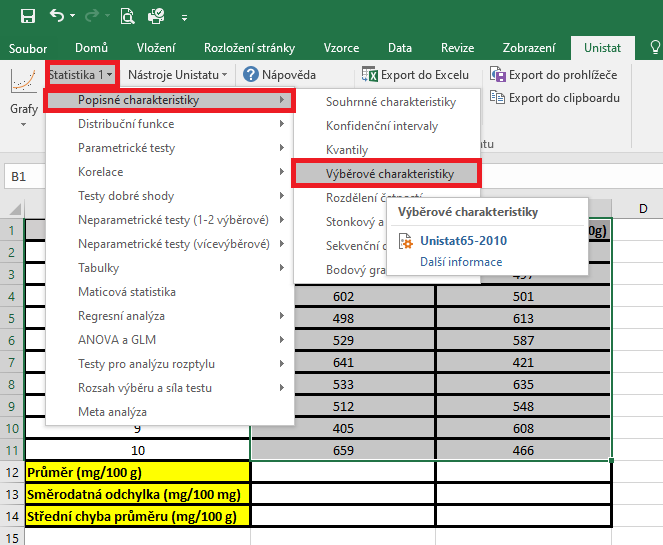 Soubor Domů Vložení Rozložení stránky Vzorce Data Revize Zobrazení Unistat
Statistika 1 Nástroje Unistatu Nápověda Export do Excelu Export do prohlížeče
Grafy Export do clipboardu
Popisné charakteristiky
Distribuční funkce
Parametrické testy
Korelace
Testy dobré shody
Neparametrické testy (1-2 výběrové)
Neparametrické testy (vícevýběrové)
Tabulky
Maticová statistika
Regresní analýza
ANOVA a GLM
Testy pro analýzu rozptylu
Rozsah výběru a síla testu
Meta analýza
Souhrnné charakteristiky
Konfidenční intervaly
Kvantily
Výběrové charakteristiky
Rozdělení četností
Stonkový a
Sekvenční
Bodový
Výběrové charakteristiky
Unistat65-2010
Další informace
B1
D
1 0g)
2
3
4 602 501
5 498 613
6 529 587
7 641 421
8 533 635
9 512 548
10 9 405 608
11 10 659 466
12 Průměr (mg/100 g)
13 Směrodatná odchylka (mg/100 mg)
14 Střední chyba průměru (mg/100 g)
15